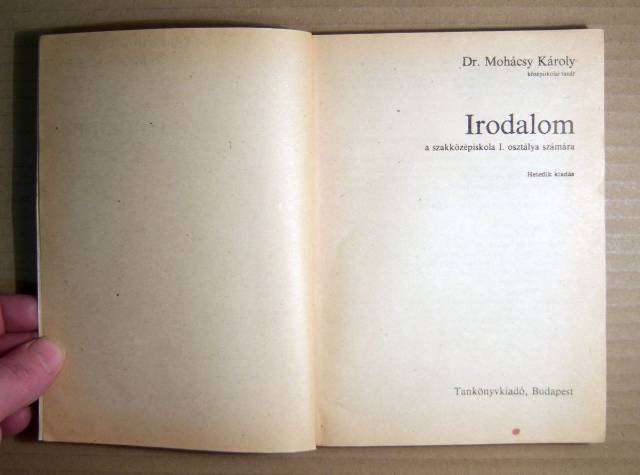 Dr. Mohácsy Károly
középiskolai tanár
Irodalom
a szakközépiskola I. osztálya számára
Hetedik kiadás
Tankönyvkiadó, Budapest